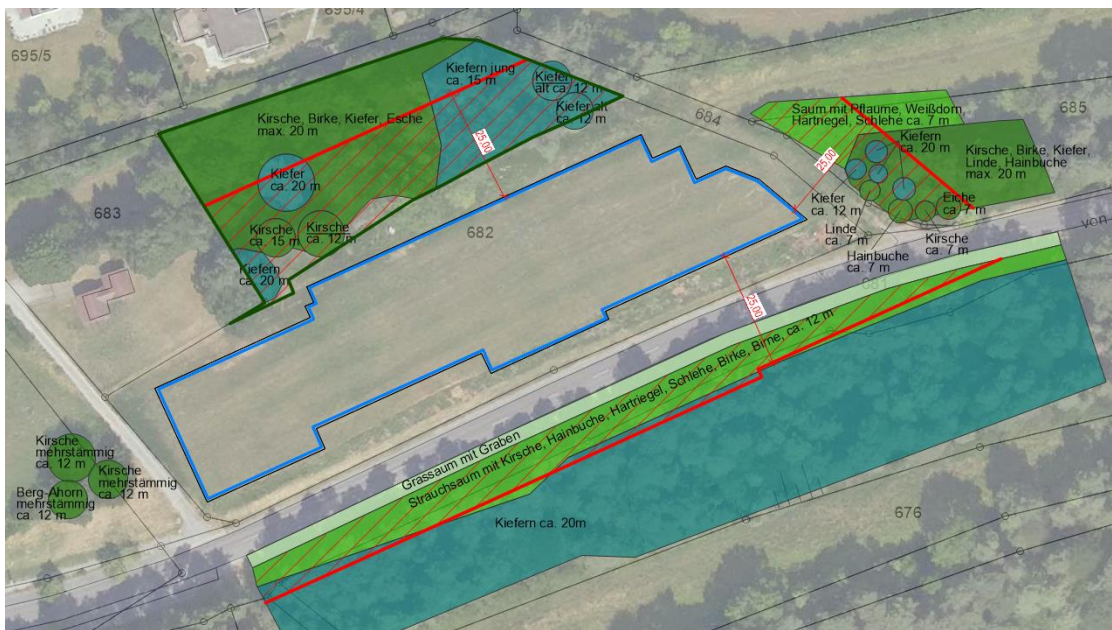 695/4
695/5
Kiefern jung
ca. 15 m
Kiefer
alt ca. 12 m
Kiefer alt
ca. 12 m
Kirsche, Birke, Kiefer, Esche
max. 20 m
25,00
684
Saum mit Pflaume, Weißdorn,
Hartriegel, Schlehe ca. 7 m
685
Kiefern
ca. 20 m
Kirsche, Birke, Kiefer,
Linde, Hainbuche
max. 20 m
25,00
Kiefer
ca. 20 m
683
Kiefer
ca. 12 m
Eiche
ca. 7 m
Kirsche
ca. 15 m
Kirsche
ca. 12 m
682
Linde
ca. 7 m
von
Kirsche
ca. 7 m
Hainbuche
ca. 7 m
Kiefern
ca. 20 m
681
25,00
Strauchsaum mit Kirsche, Hainbuche, Hartriegel, Schlehe, Birke, Birne, ca. 12 m
Grassaum mit Graben
Kirsche
mehrstämmig
ca. 12 m
Kirsche
mehrstämmig
ca. 12 m
Berg-Ahorn
mehrstämmig
ca. 12 m
Kiefern ca. 20m
676